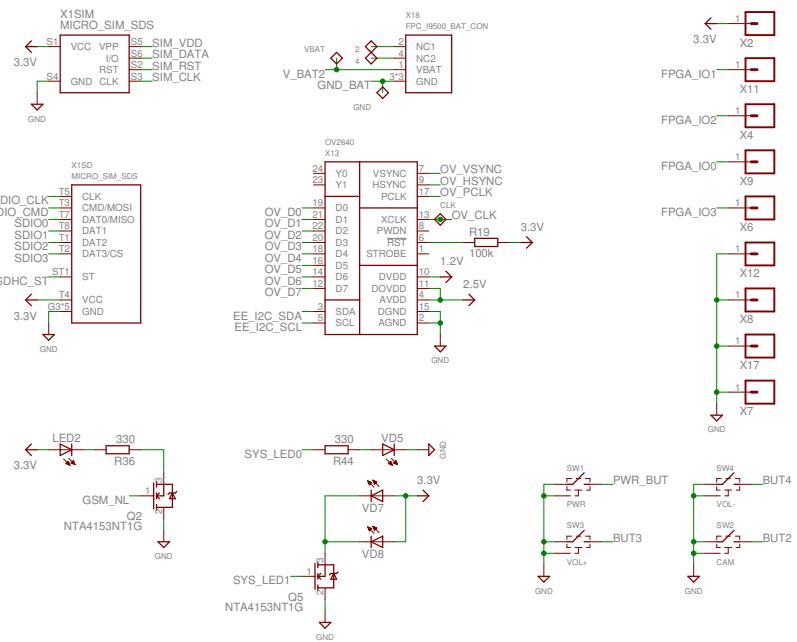 X1SIM
MICRO_SIM_SDS
S1 VCC VPP S5 SIM_VDD
I/O S6 SIM_DATA
RST S2 SIM_RST
S4 GND CLK S3 SIM_CLK
3.3V
GND
X18
FPC_I9500_BAT_CON
VBAT
2 2 NC1
4 4 NC2
V_BAT2 1 VBAT
GND_BAT 3*3 GND
GND
3.3V 1 X2
FPGA_IO1 1 X11
FPGA_IO2 1 X4
FPGA_IO0 1 X9
FPGA_IO3 1 X6
1 X12
1 X8
1 X17
1 X7
GND
X1SD
MICRO_SIM_SDS
DIO_CLK T5 CLK
DIO_CMD T3 CMD/MOSI
SDIO0 T7 DAT0/MISO
SDIO1 T8 DAT1
SDIO2 T1 DAT2
SDIO3 T2 DAT3/CS
SDHC_ST ST1 ST
T4 VCC
3.3V G3*5 GND
GND
OV2640
X13
24 Y0 VSYNC 7 OV_VSYNC
23 Y1 HSYNC 9 OV_HSYNC
PCLK 17 OV_PCLK
CLK
OV_D0 19 D0 XCLK 13 OV_CLK
OV_D1 21 D1 PWDN 8
OV_D2 22 D2 RST 6 R19 100k 3.3V
OV_D3 20 D3 STROBE 1
OV_D4 18 D4
OV_D5 16 D5
OV_D6 14 D6 DVDD 10 1.2V
OV_D7 12 D7 DOVDD 11
AVDD 4 2.5V
EE_I2C_SDA 3 SDA DGND 15
EE_I2C_SCL 5 SCL AGND 2
GND
LED2 330
3.3V R36
GSM_NL 1 3 2
Q2
NTA4153NT1G
GND
SYS_LED0 330 VD5 GND
R44
3.3V
VD7
VD8
SYS_LED1 1 3 2
Q5
NTA4153NT1G
GND
SW1 PWR_BUT
PWR
SW3 BUT3
VOL+
GND
SW4 BUT4
VOL-
SW2 BUT2
CAM
GND